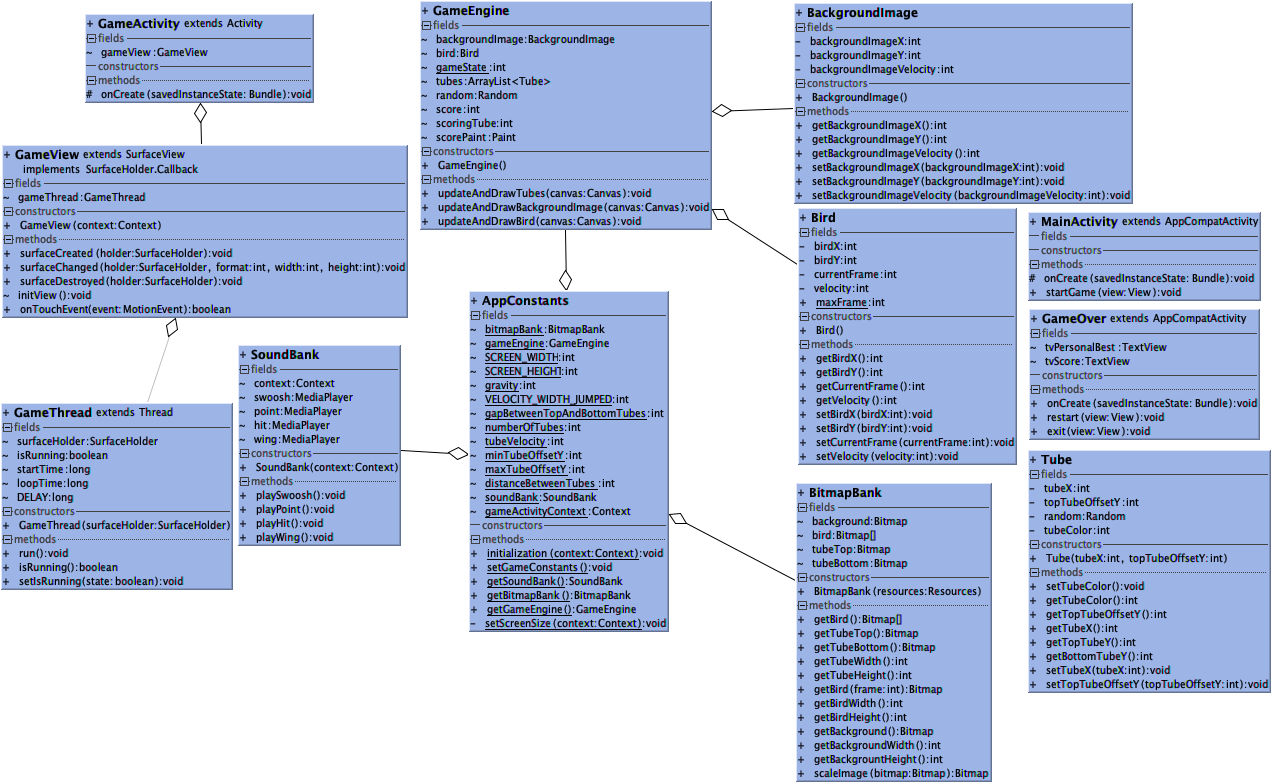 + GameActivity extends Activity
fields
~ gameView:GameView
constructors
methods
# onCreate(savedInstanceState: Bundle):void
+ GameView extends SurfaceView
implements SurfaceHolder.Callback
fields
~ gameThread:GameThread
constructors
+ GameView(context:Context)
methods
+ surfaceCreated(holder:SurfaceHolder):void
+ surfaceChanged(holder:SurfaceHolder, format:int, width:int, height:int):void
+ surfaceDestroyed(holder:SurfaceHolder):void
~ initView():void
+ onTouchEvent(event:MotionEvent):boolean
+ GameThread extends Thread
fields
~ surfaceHolder:SurfaceHolder
~ isRunning:boolean
~ startTime:long
~ loopTime:long
~ DELAY:long
constructors
+ GameThread(surfaceHolder:SurfaceHolder)
methods
+ run():void
+ isRunning():boolean
+ setIsRunning(state: boolean):void
+ SoundBank
fields
~ context:Context
~ swoosh:MediaPlayer
~ point:MediaPlayer
~ hit:MediaPlayer
~ wing:MediaPlayer
constructors
+ SoundBank(context:Context)
methods
+ playSwoosh():void
+ playPoint():void
+ playHit():void
+ playWing():void
+ GameEngine
fields
~ backgroundImage:BackgroundImage
~ bird:Bird
~ gameState:int
~ tubes:ArrayList<Tube>
~ random:Random
~ score:int
~ scoringTube:int
~ scorePaint:Paint
constructors
+ GameEngine()
methods
+ updateAndDrawTubes(canvas:Canvas):void
+ updateAndDrawBackgroundImage(canvas:Canvas):void
+ updateAndDrawBird(canvas:Canvas):void
+ AppConstants
fields
~ bitmapBank:BitmapBank
~ gameEngine:GameEngine
~ SCREEN_WIDTH:int
~ SCREEN_HEIGHT:int
~ gravity:int
~ VELOCITY_WIDTH_JUMPED:int
~ gapBetweenTopAndBottomTubes:int
~ numberOfTubes:int
~ tubeVelocity:int
~ minTubeOffsetY:int
~ maxTubeOffsetY:int
~ distanceBetweenTubes:int
~ soundBank:SoundBank
~ gameActivityContext:Context
constructors
methods
+ initialization(context:Context):void
+ setGameConstants():void
+ getSoundBank():SoundBank
+ getBitmapBank():BitmapBank
+ getGameEngine():GameEngine
- setScreenSize(context:Context):void
+ BackgroundImage
fields
- backgroundImageX:int
- backgroundImageY:int
- backgroundImageVelocity:int
constructors
+ BackgroundImage()
methods
+ getBackgroundImageX():int
+ getBackgroundImageY():int
+ getBackgroundImageVelocity():int
+ setBackgroundImageX(backgroundImageX:int):void
+ setBackgroundImageY(backgroundImageY:int):void
+ setBackgroundImageVelocity(backgroundImageVelocity:int):void
+ Bird
fields
- birdX:int
- birdY:int
- currentFrame:int
- velocity:int
+ maxFrame:int
constructors
+ Bird()
methods
+ getBirdX():int
+ getBirdY():int
+ getCurrentFrame():int
+ getVelocity():int
+ setBirdX(birdX:int):void
+ setBirdY(birdY:int):void
+ setCurrentFrame(currentFrame:int):void
+ setVelocity(velocity:int):void
+ BitmapBank
fields
~ background:Bitmap
~ bird:Bitmap[]
~ tubeTop:Bitmap
~ tubeBottom:Bitmap
constructors
+ BitmapBank(resources:Resources)
methods
+ getBird():Bitmap[]
+ getTubeTop():Bitmap
+ getTubeBottom():Bitmap
+ getTubeWidth():int
+ getTubeHeight():int
+ getBird(frame:int):Bitmap
+ getBirdWidth():int
+ getBirdHeight():int
+ getBackground():Bitmap
+ getBackgroundWidth():int
+ getBackgrountHeight():int
+ scaleImage(bitmap:Bitmap):Bitmap
+ MainActivity extends AppCompatActivity
fields
constructors
methods
# onCreate(savedInstanceState: Bundle):void
+ startGame(view:View):void
+ GameOver extends AppCompatActivity
fields
~ tvPersonalBest:TextView
~ tvScore:TextView
constructors
methods
+ onCreate(savedInstanceState: Bundle):void
+ restart(view:View):void
+ exit(view:View):void
+ Tube
fields
- tubeX:int
- topTubeOffsetY:int
- random:Random
- tubeColor:int
constructors
+ Tube(tubeX:int, topTubeOffsetY:int)
methods
+ setTubeColor():void
+ getTubeColor():int
+ getTopTubeOffsetY():int
+ getTubeX():int
+ getTopTubeY():int
+ getBottomTubeY():int
+ setTubeX(tubeX:int):void
+ setTopTubeOffsetY(topTubeOffsetY:int):void